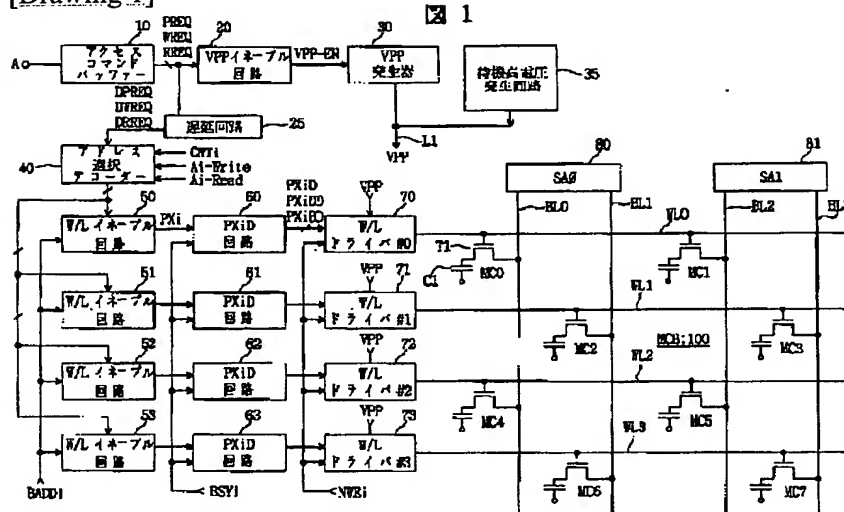 [Drawing 1]
図 1
10
PREQ
WREQ
RREQ
20
30
A
アクセス
コマンド
バッファー
VPPイネーブル
回路
VPP-EN
VPP
発生器
待機高電圧
発生回路
35
DPREQ
DWREQ
DRREQ
遅延回路
25
L1
VPP
40
アドレス
選択
デコーダー
CNTi
Ai-Write
Ai-Read
80
SA0
81
SA1
50
W/Lイネーブル
回路
PXi
60
PXiD
回路
PXiD
PXiDD
VPP
70
W/L
ドライバ #0
BL0
BL1
BL2
WL0
T1
C1
MC0
MC1
51
W/Lイネーブル
回路
61
PXiD
回路
VPP
71
W/L
ドライバ #1
WL1
MC2
MCB:100
MC3
52
W/Lイネーブル
回路
62
PXiD
回路
VPP
72
W/L
ドライバ #2
WL2
MC4
MC5
53
W/Lイネーブル
回路
63
PXiD
回路
VPP
73
W/L
ドライバ #3
WL3
MC6
MC7
BADDi
BSYi
NWEi